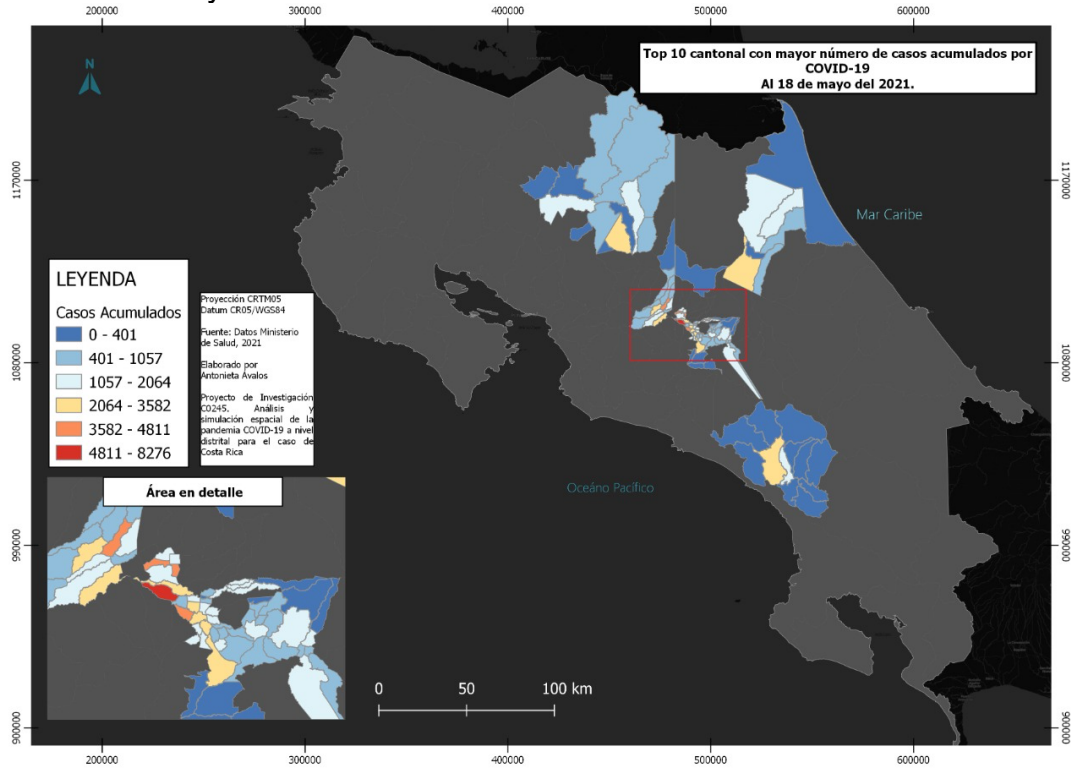 200000
300000
400000
500000
600000
N
Top 10 cantonal con mayor número de casos acumulados por
COVID-19
Al 18 de mayo del 2021.
1170000
1170000
Mar Caribe
LEYENDA
Casos Acumulados
0 - 401
401 - 1057
1057 - 2064
2064 - 3582
3582 - 4811
4811 - 8276
Proyección CRTM05
Datum CR05/WGS84
Fuente: Datos Ministerio
de Salud, 2021
Elaborado por
Antonieta Ávalos
Proyecto de Investigación
C0245. Análisis y
simulación espacial de la
pandemia COVID-19 a nivel
distrital para el caso de
Costa Rica
1080000
1080000
Oceáno Pacífico
Área en detalle
990000
990000
0 50 100 km
900000
900000
200000
300000
400000
500000
600000